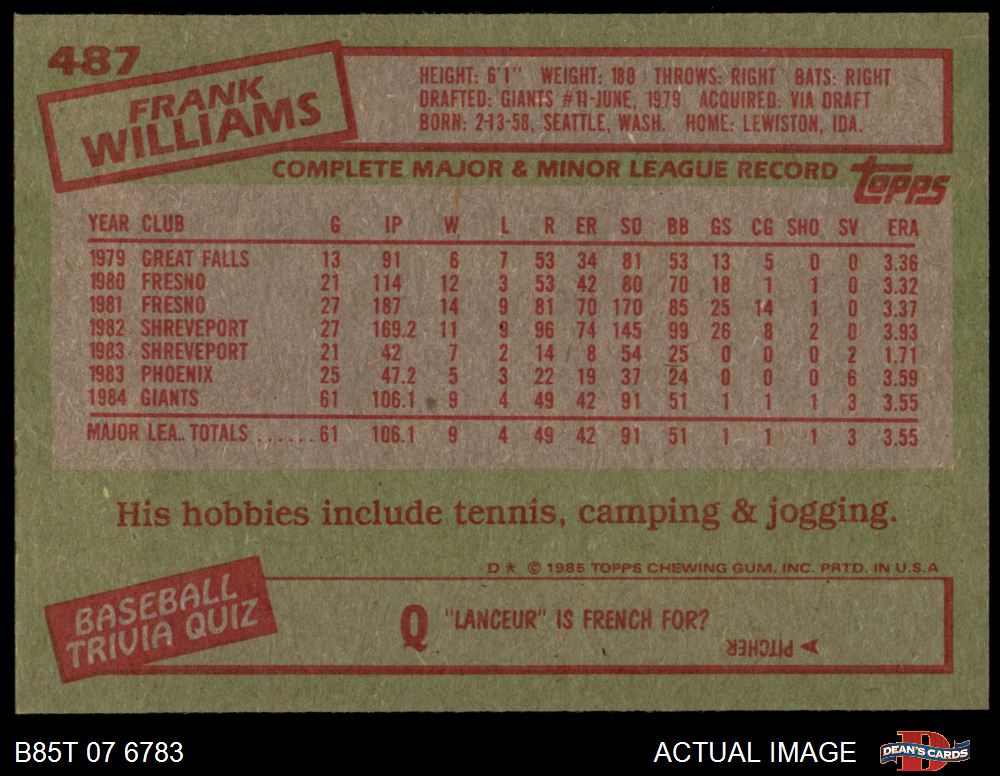 487
FRANK
WILLIAMS
HEIGHT: 6'1" WEIGHT: 180 THROWS: RIGHT BATS: RIGHT
DRAFTED: GIANTS #11-JUNE, 1979 ACQUIRED: VIA DRAFT
BORN: 2-13-58, SEATTLE, WASH. HOME: LEWISTON, IDA.
COMPLETE MAJOR & MINOR LEAGUE RECORD
topps
YEAR CLUB G IP W L R ER SO BB GS CG SHO SV ERA
1979 GREAT FALLS 13 91 6 7 53 34 81 53 13 5 0 0 3.36
1980 FRESNO 21 114 12 3 53 42 80 70 18 1 1 0 3.32
1981 FRESNO 27 187 14 9 81 70 170 85 25 14 1 0 3.37
1982 SHREVEPORT 27 169.2 11 9 96 74 145 99 26 8 2 0 3.93
1983 SHREVEPORT 21 42 7 2 14 8 54 25 0 0 0 2 1.71
1983 PHOENIX 25 47.2 5 3 22 19 37 24 0 0 0 6 3.59
1984 GIANTS 61 106.1 9 4 49 42 91 51 1 1 1 3 3.55
MAJOR LEA. TOTALS ...... 61 106.1 9 4 49 42 91 51 1 1 1 3 3.55
His hobbies include tennis, camping & jogging.
D★ © 1985 TOPPS CHEWING GUM, INC. PRTD. IN U.S.A
BASEBALL
TRIVIA QUIZ
Q "LANCEUR" IS FRENCH FOR?
PITCHER
B85T 07 6783
ACTUAL IMAGE
D
DEAN'S CARDS